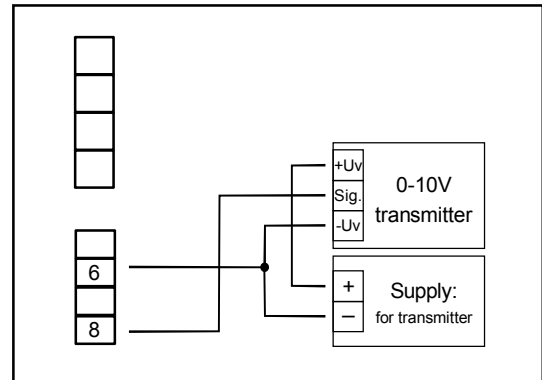 +Uv
Sig.
-Uv
0-10V
transmitter
6
8
+
–
Supply:
for transmitter